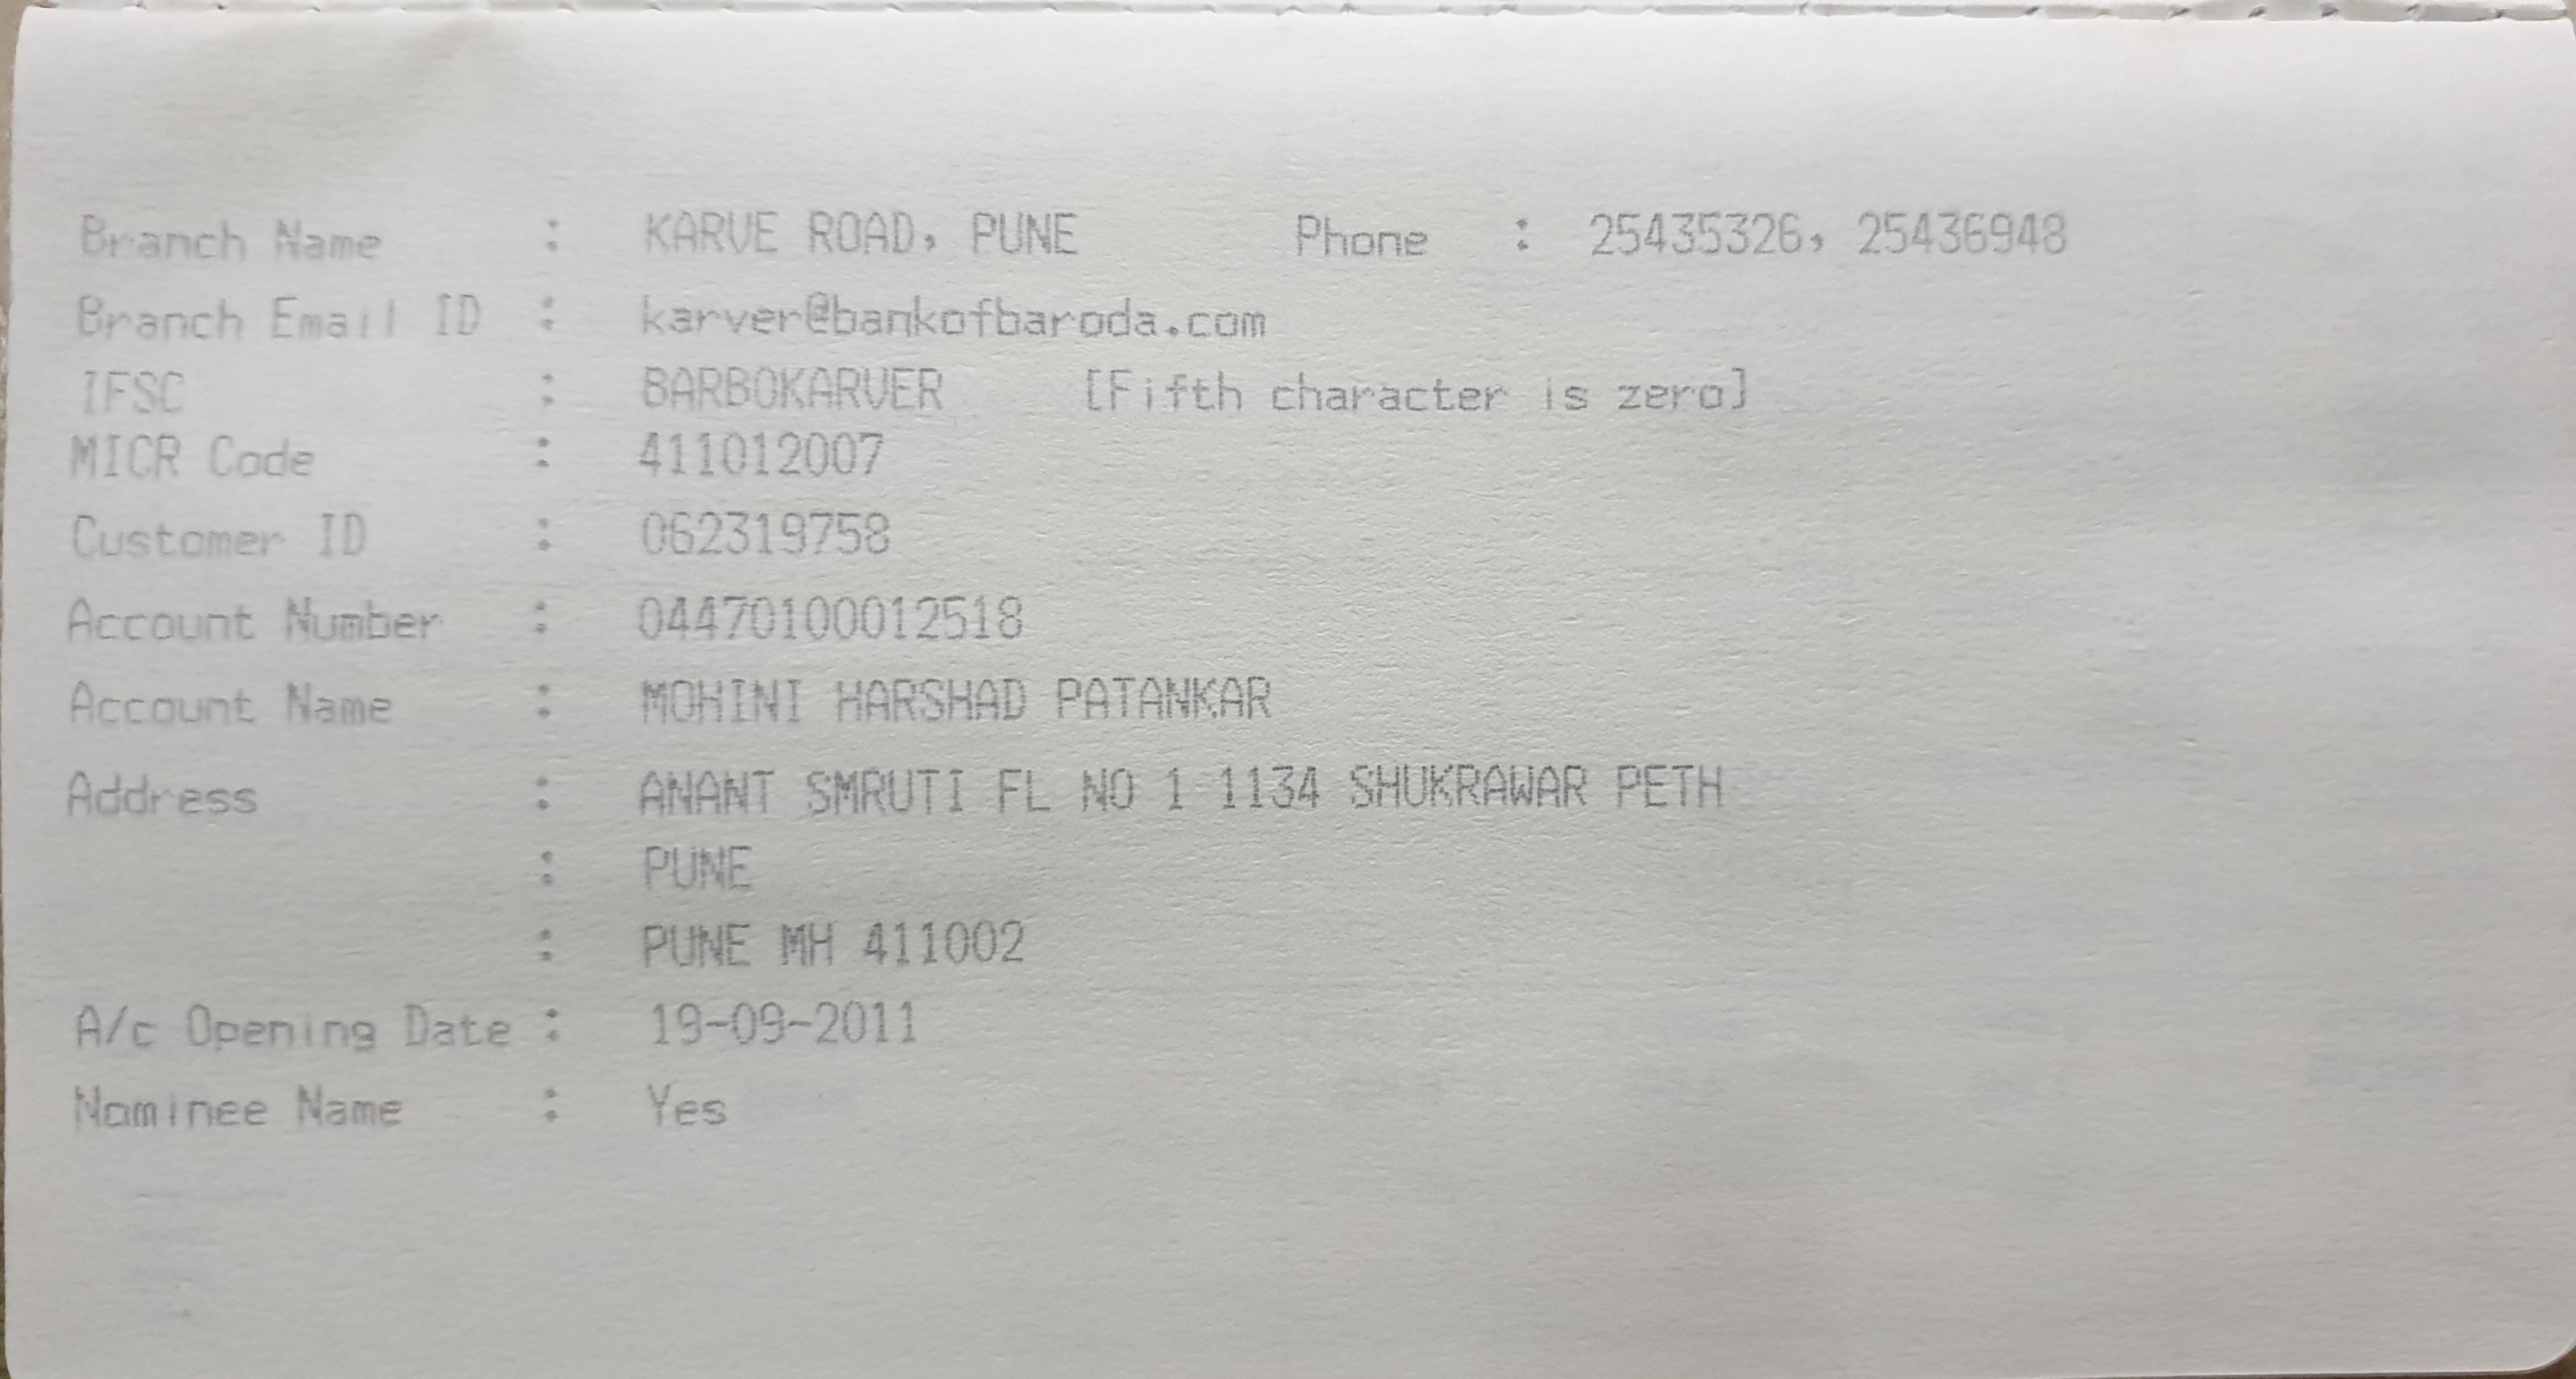 Branch Name : KARVE ROAD, PUNE Phone : 25435326, 25436948
Branch Email ID : karver@bankofbaroda.com
IFSC : BARB0KARVER [Fifth character is zero]
MICR Code : 411012007
Customer ID : 062319758
Account Number : 04470100012518
Account Name : MOHINI HARSHAD PATANKAR
Address : ANANT SMRUTI FL NO 1 1134 SHUKRAWAR PETH
: PUNE
: PUNE MH 411002
A/c Opening Date : 19-09-2011
Nominee Name : Yes